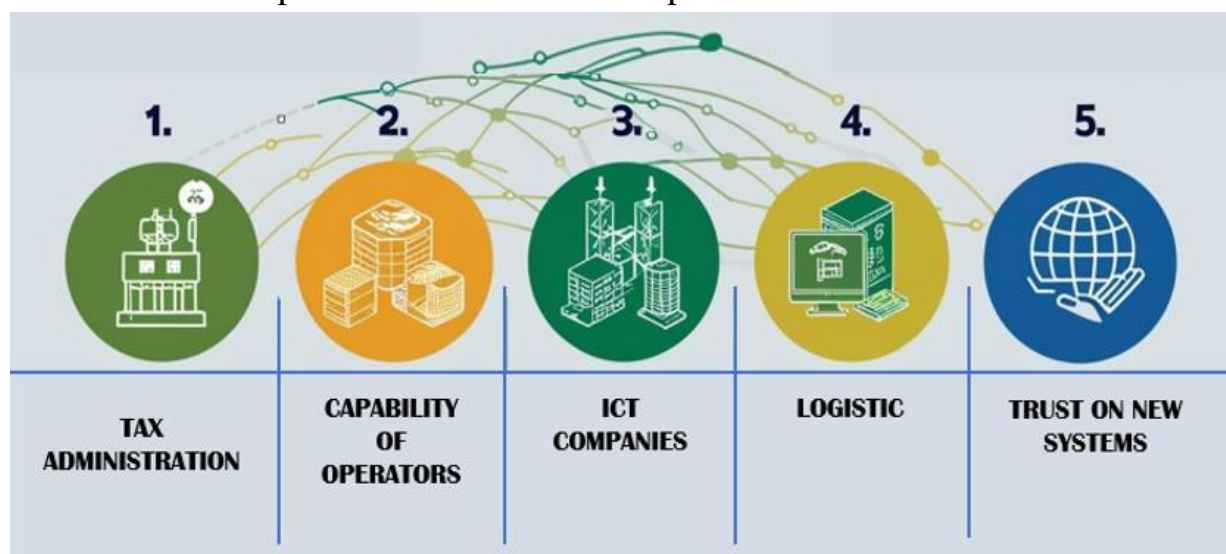 1.
2.
3.
4.
5.
TAX
ADMINISTRATION
CAPABILITY
OF
OPERATORS
ICT
COMPANIES
LOGISTIC
TRUST ON NEW
SYSTEMS